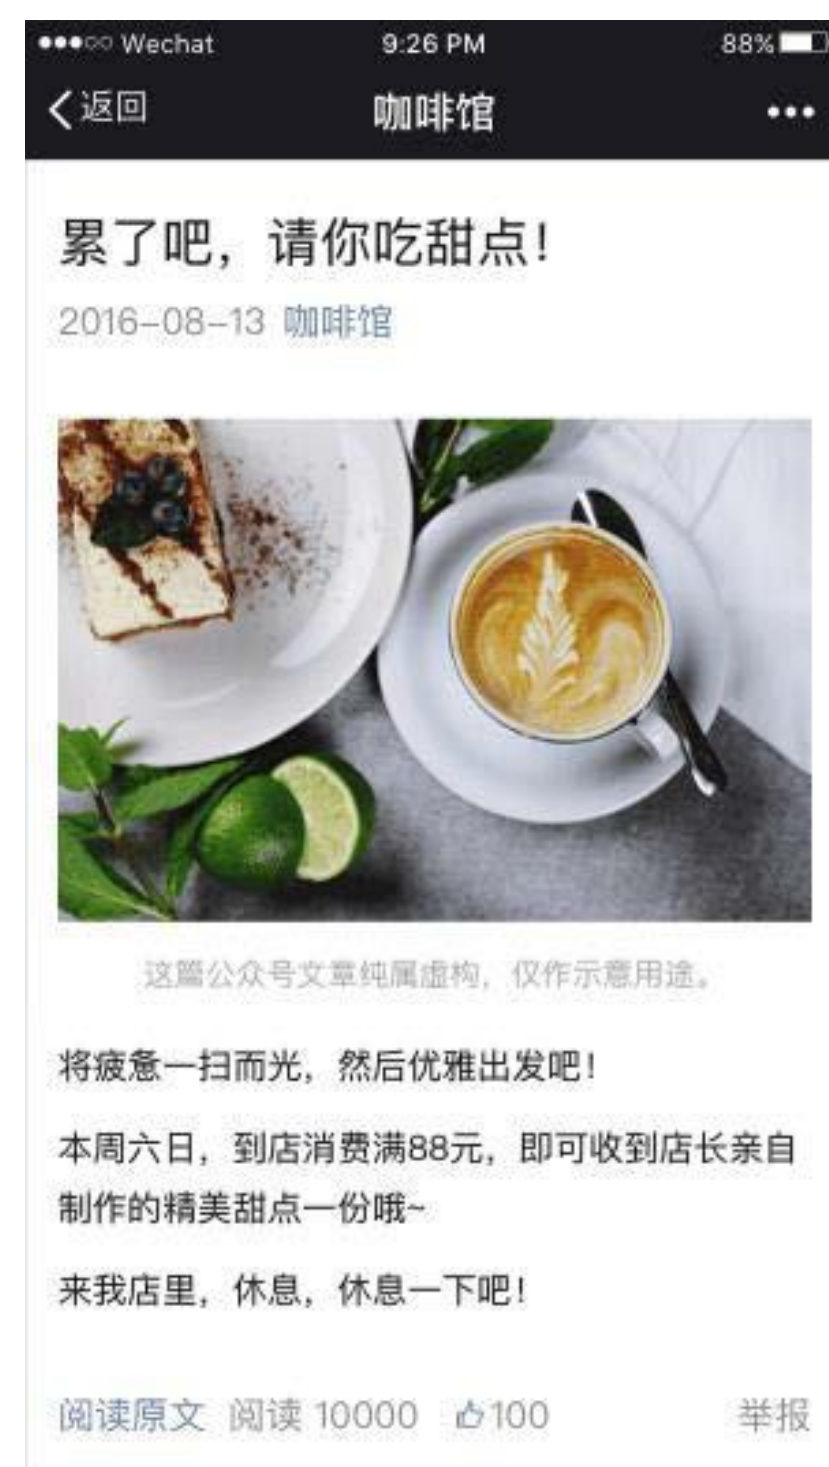 Wechat 9:26 PM 88%
返回 咖啡馆
累了吧，请你吃甜点！
2016-08-13 咖啡馆
这篇公众号文章纯属虚构，仅作示意用途。
将疲惫一扫而光，然后优雅出发吧！
本周六日，到店消费满88元，即可收到店长亲自
制作的精美甜点一份哦~
来我店里，休息，休息一下吧！
阅读原文 阅读 10000 100 举报